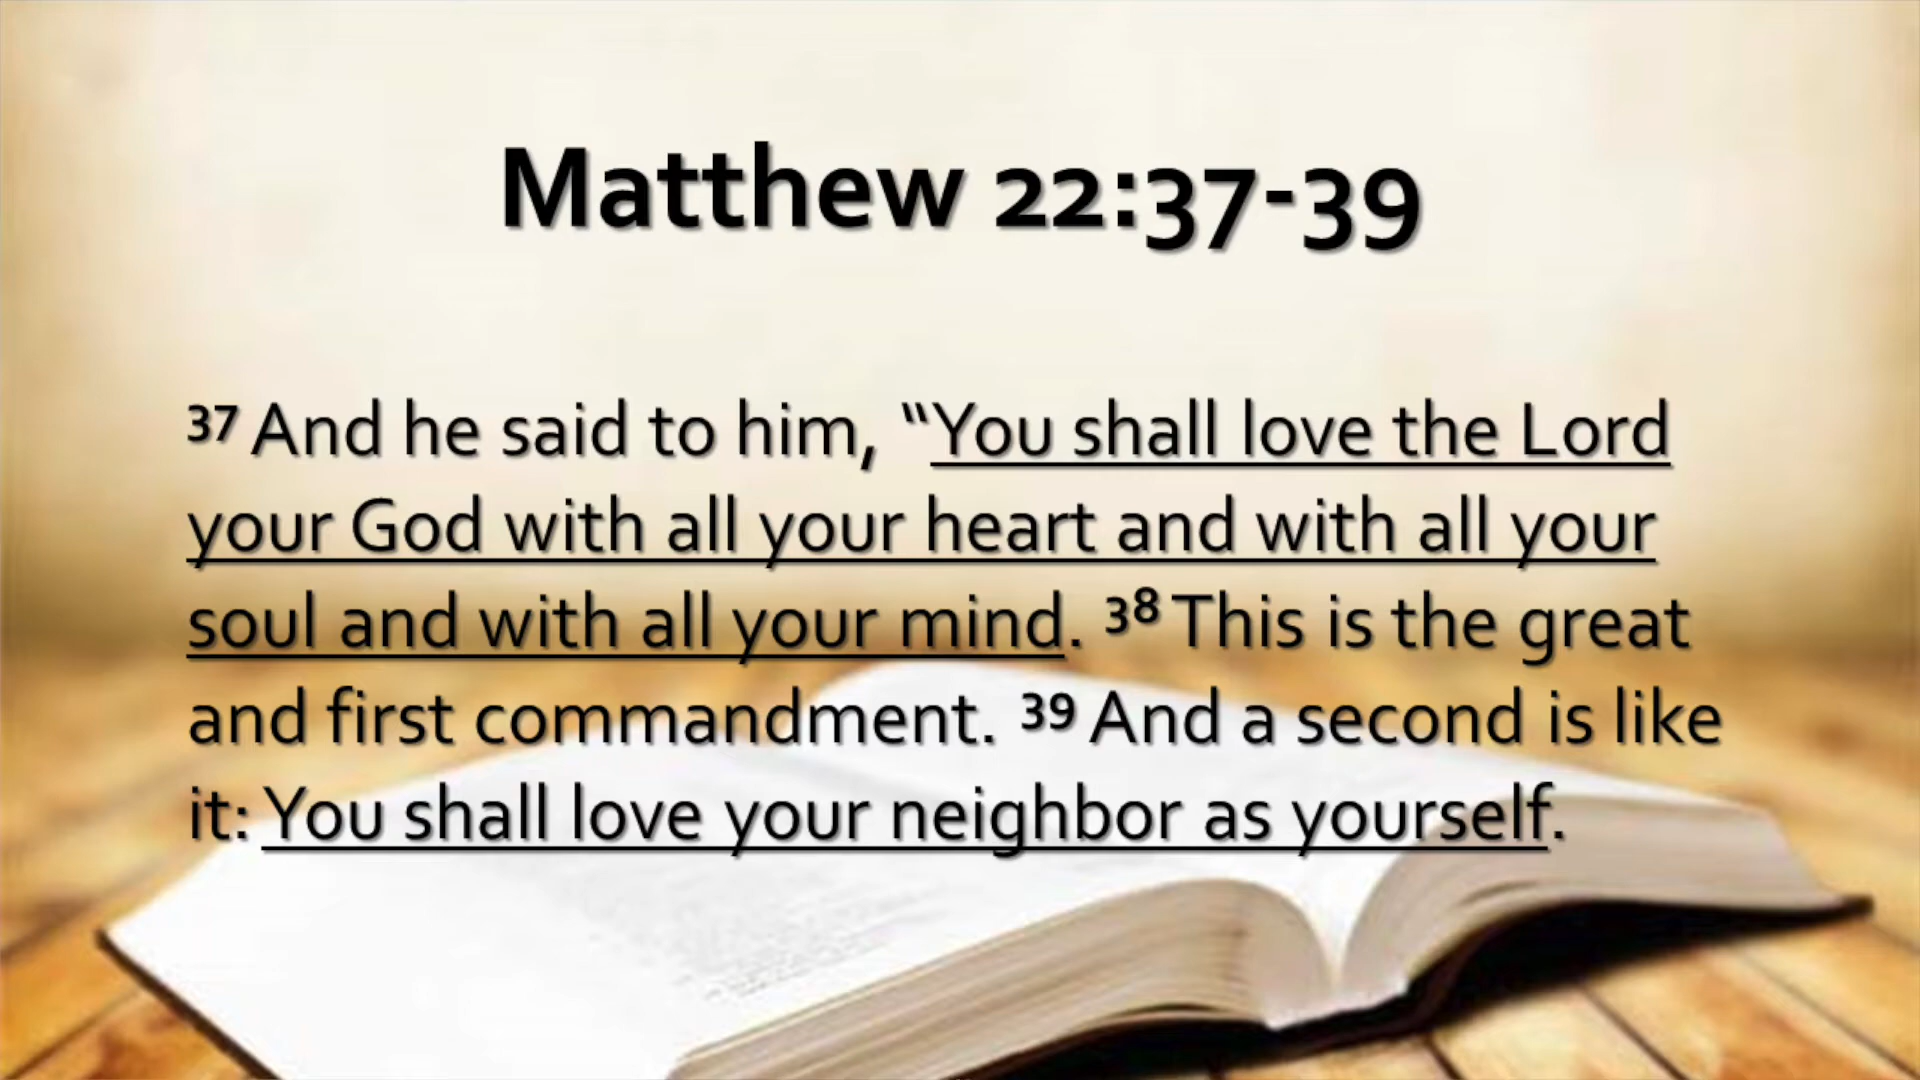 Matthew 22:37-39
³⁷ And he said to him, “You shall love the Lord
your God with all your heart and with all your
soul and with all your mind. ³⁸ This is the great
and first commandment. ³⁹ And a second is like
it: You shall love your neighbor as yourself.